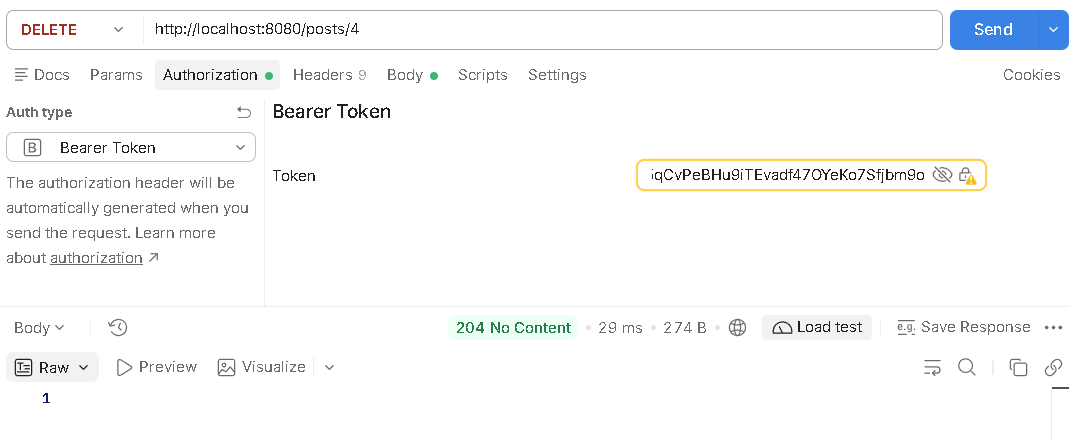 DELETE http://localhost:8080/posts/4 Send
Docs Params Authorization Headers 9 Body Scripts Settings Cookies
Auth type
B Bearer Token
The authorization header will be
automatically generated when you
send the request. Learn more
about authorization ↗
Bearer Token
Token iqCvPeBHu9iTEvadf47OYeKo7Sfjbm9o
Body 204 No Content • 29 ms • 274 B • Load test e.g. Save Response
Raw Preview Visualize
1